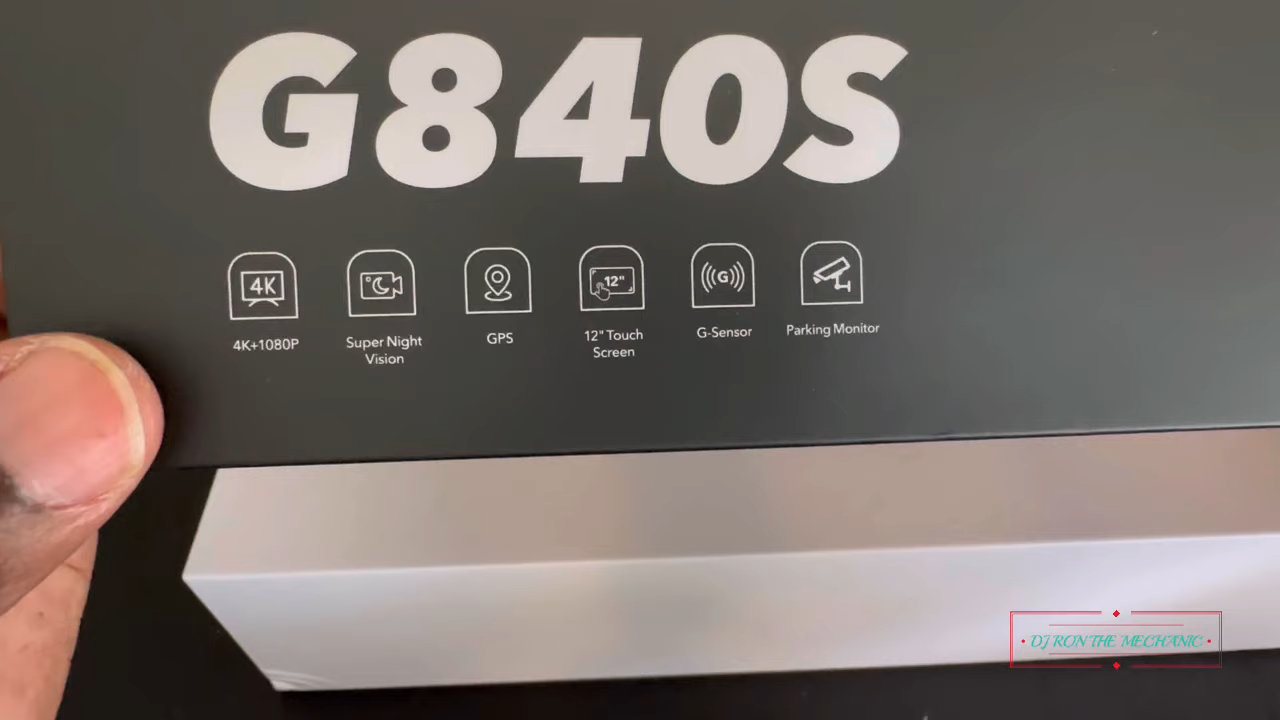 G840S
4K
12"
G
4K+1080P
Super Night
Vision
GPS
12" Touch
Screen
G-Sensor
Parking Monitor
DJ RON THE MECHANIC